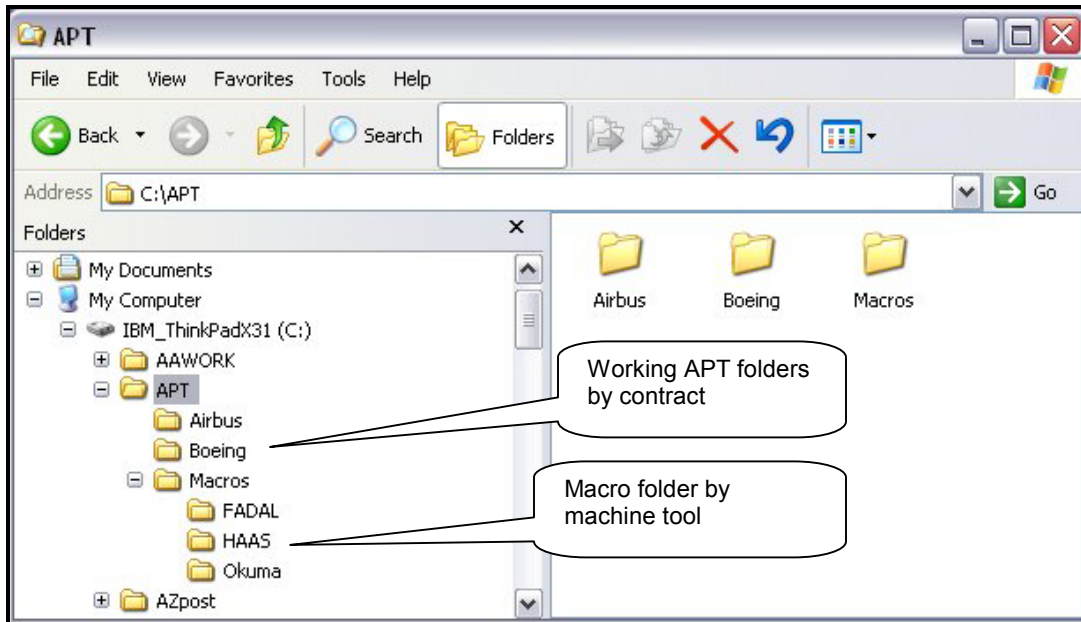 APT
File Edit View Favorites Tools Help
Back Search Folders
Address C:\APT Go
Folders
My Documents
My Computer
IBM_ThinkPadX31 (C:)
AAWORK
APT
Airbus
Boeing
Macros
FADAL
HAAS
Okuma
AZpost
Airbus Boeing Macros
Working APT folders
by contract
Macro folder by
machine tool